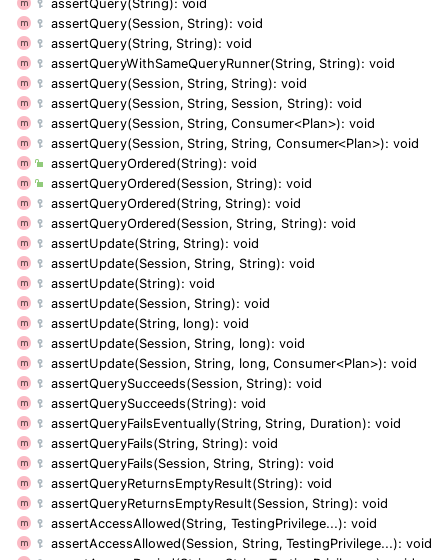 assertQuery(String): void
m assertQuery(Session, String): void
m assertQuery(String, String): void
m assertQueryWithSameQueryRunner(String, String): void
m assertQuery(Session, String, String): void
m assertQuery(Session, String, Session, String): void
m assertQuery(Session, String, Consumer<Plan>): void
m assertQuery(Session, String, String, Consumer<Plan>): void
m assertQueryOrdered(String): void
m assertQueryOrdered(Session, String): void
m assertQueryOrdered(String, String): void
m assertQueryOrdered(Session, String, String): void
m assertUpdate(String, String): void
m assertUpdate(Session, String, String): void
m assertUpdate(String): void
m assertUpdate(Session, String): void
m assertUpdate(String, long): void
m assertUpdate(Session, String, long): void
m assertUpdate(Session, String, long, Consumer<Plan>): void
m assertQuerySucceeds(Session, String): void
m assertQuerySucceeds(String): void
m assertQueryFailsEventually(String, String, Duration): void
m assertQueryFails(String, String): void
m assertQueryFails(Session, String, String): void
m assertQueryReturnsEmptyResult(String): void
m assertQueryReturnsEmptyResult(Session, String): void
m assertAccessAllowed(String, TestingPrivilege...): void
m assertAccessAllowed(Session, String, TestingPrivilege...): void